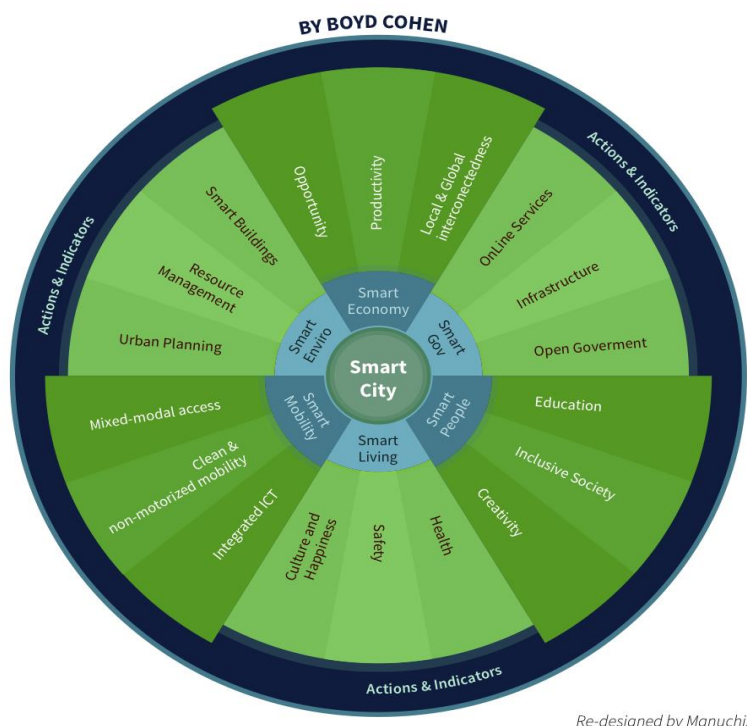 BY BOYD COHEN
Actions & Indicators
Actions & Indicators
Actions & Indicators
Smart
City
Smart
Economy
Opportunity
Productivity
Local & Global
interconectedness
Smart
Gov
OnLine Services
Infrastructure
Open Goverment
Smart
People
Education
Inclusive Society
Creativity
Smart
Living
Health
Safety
Culture and
Happiness
Smart
Mobility
Integrated ICT
Clean &
non-motorized mobility
Mixed-modal access
Smart
Enviro
Urban Planning
Resource
Management
Smart Buildings
Re-designed by Manuchi.